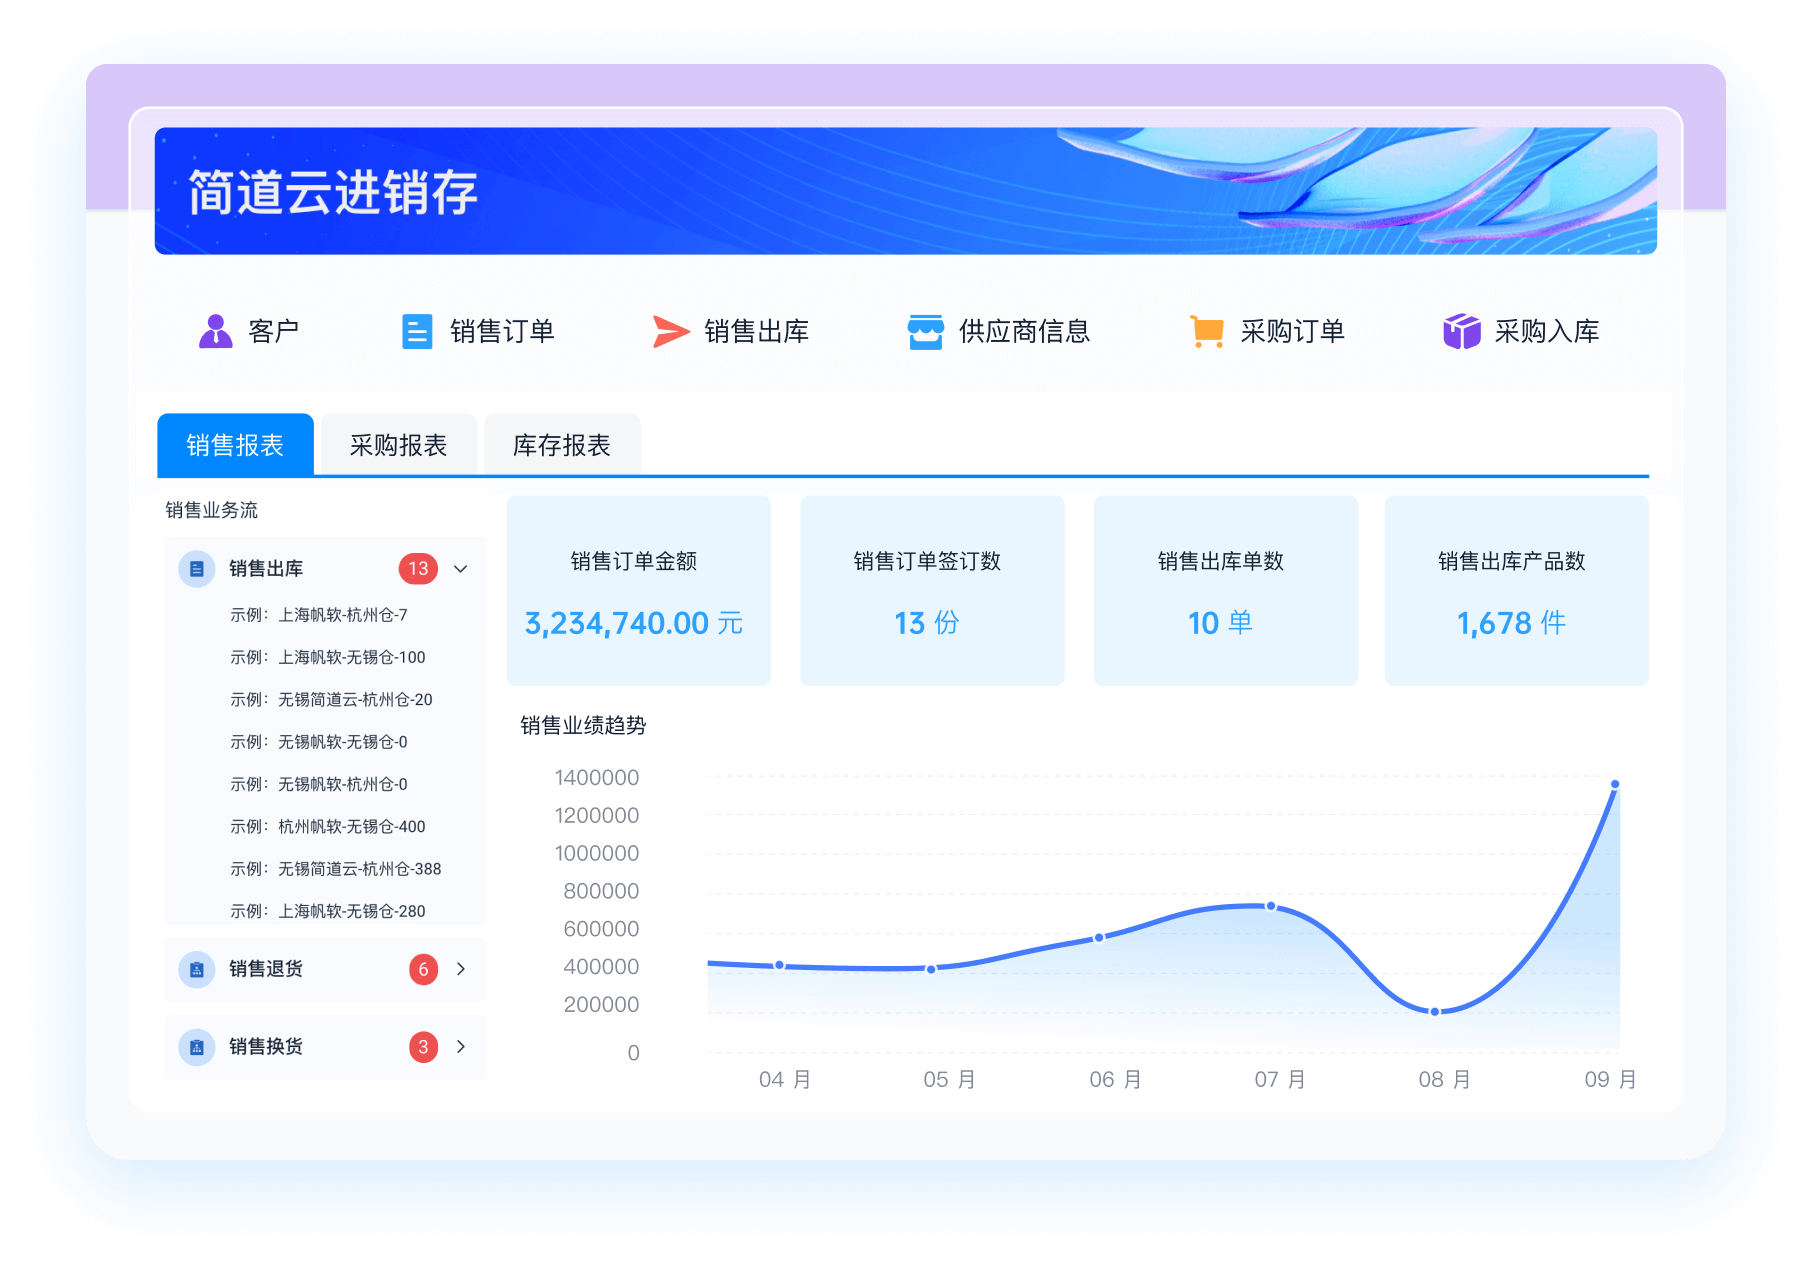 简道云进销存
客户
销售订单
销售出库
供应商信息
采购订单
采购入库
销售报表
采购报表
库存报表
销售业务流
销售出库 13
示例：上海帆软-杭州仓-7
示例：上海帆软-无锡仓-100
示例：无锡简道云-杭州仓-20
示例：无锡帆软-无锡仓-0
示例：无锡帆软-杭州仓-0
示例：杭州帆软-无锡仓-400
示例：无锡简道云-杭州仓-388
示例：上海帆软-无锡仓-280
销售退货 6
销售换货 3
销售订单金额
3,234,740.00 元
销售订单签订数
13 份
销售出库单数
10 单
销售出库产品数
1,678 件
销售业绩趋势
1400000
1200000
1000000
800000
600000
400000
200000
0
04 月
05 月
06 月
07 月
08 月
09 月